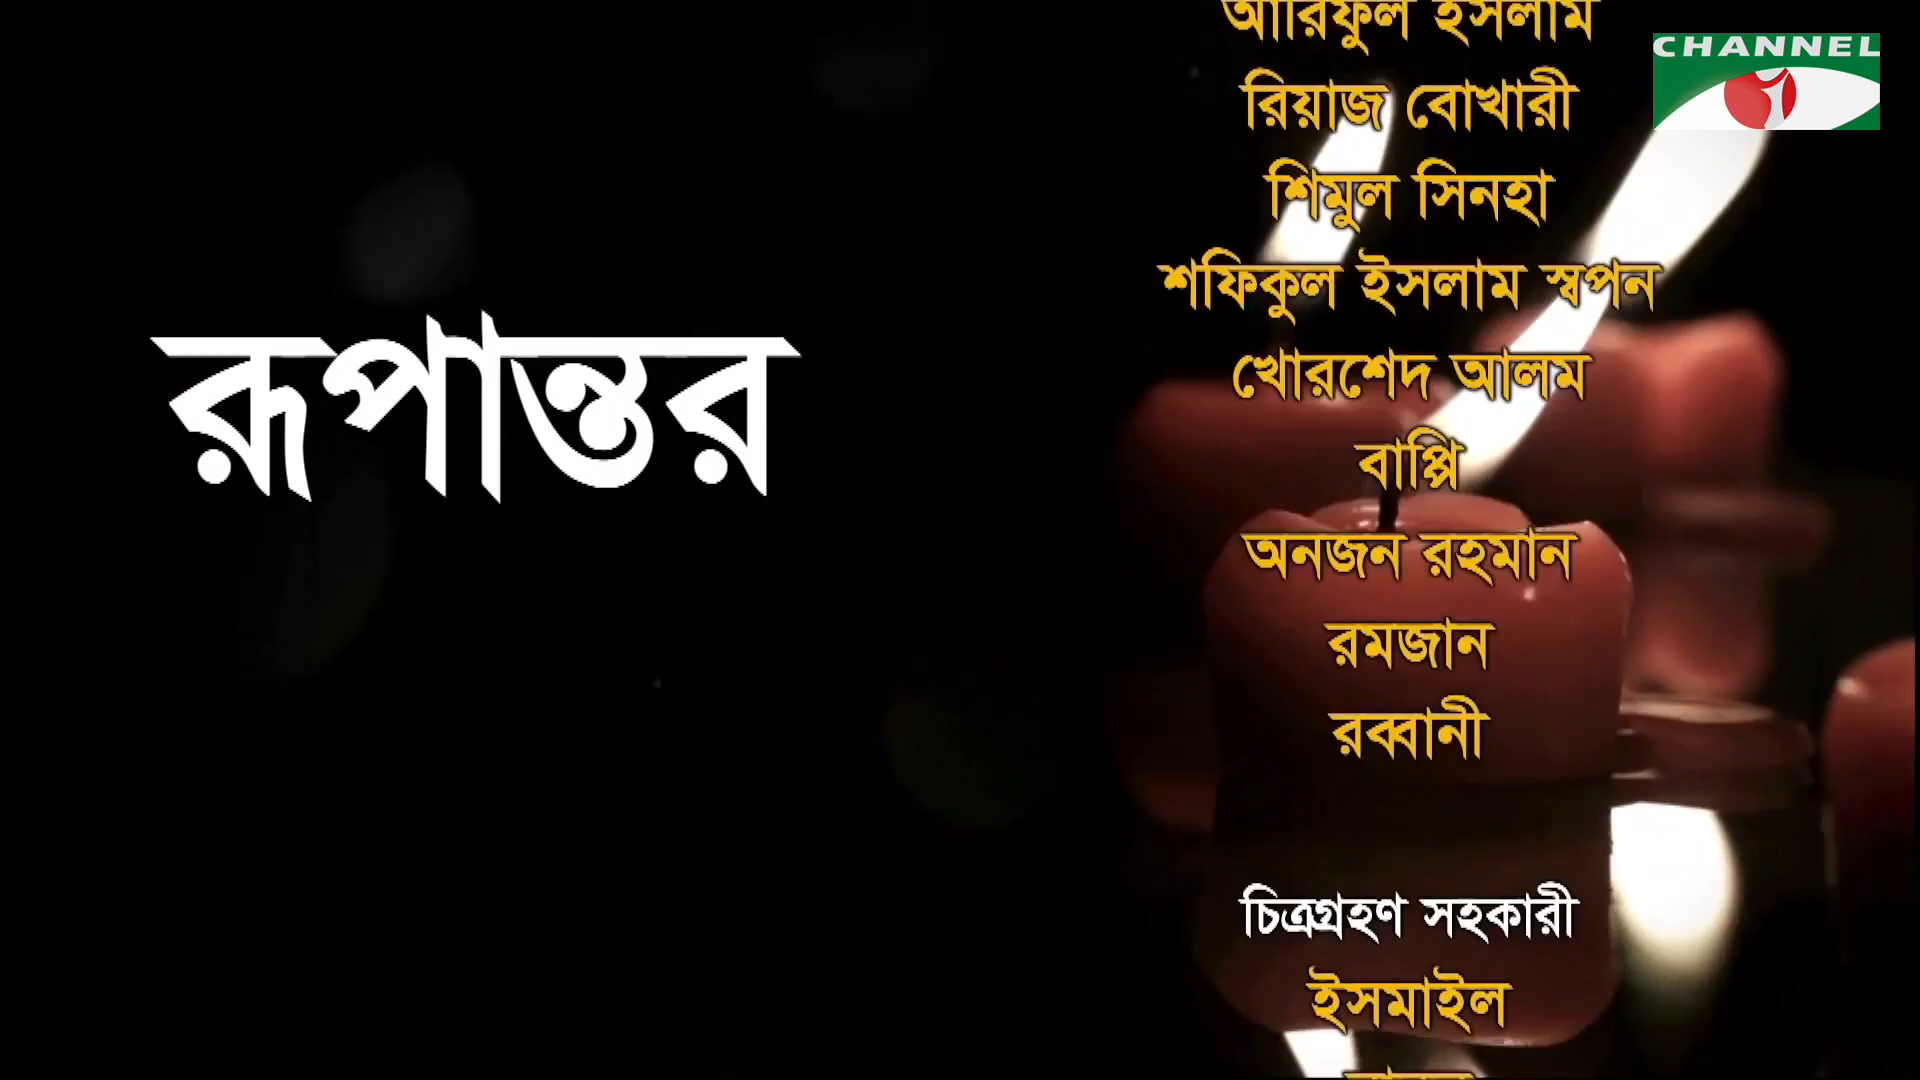 রূপান্তর
CHANNEL
আরিফুল ইসলাম
রিয়াজ বোখারী
শিমুল সিনহা
শফিকুল ইসলাম স্বপন
খোরশেদ আলম
বাপ্পি
অনজন রহমান
রমজান
রব্বানী
চিত্রগ্রহণ সহকারী
ইসমাইল